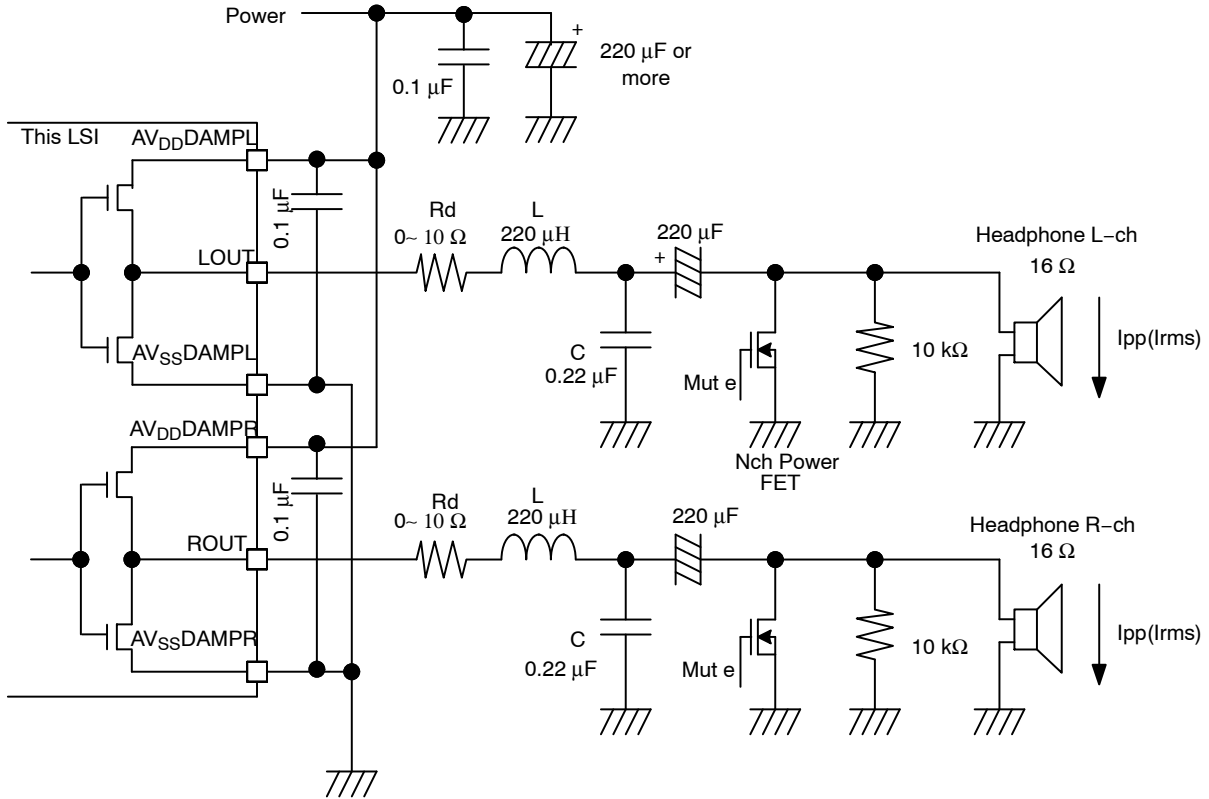 Power
+
220 μF or
more
0.1 μF
This LSI
AVDDDAMPL
0.1 μF
Rd
0~ 10 Ω
L
220 μH
220 μF
+
Headphone L−ch
16 Ω
LOUT
C
0.22 μF
Mut e
10 kΩ
Ipp(Irms)
AVSSDAMPL
Nch Power
FET
AVDDDAMPR
0.1 μF
Rd
0~ 10 Ω
L
220 μH
220 μF
Headphone R−ch
16 Ω
ROUT
C
0.22 μF
Mut e
10 kΩ
Ipp(Irms)
AVSSDAMPR